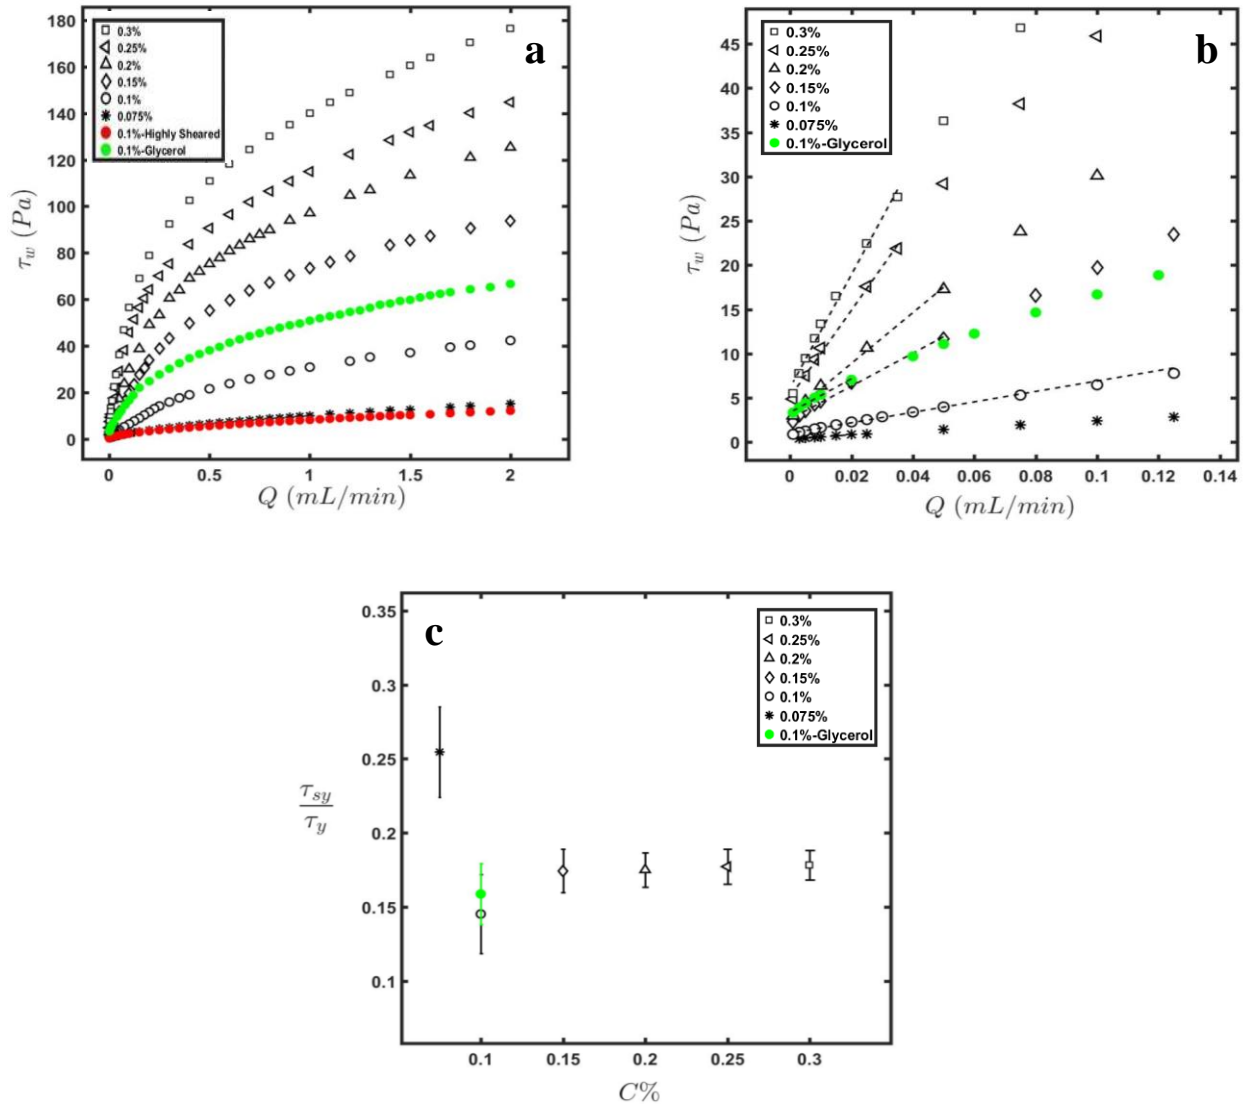 a
180
160
140
120
100
80
60
40
20
0
τw (Pa)
0.3%
0.25%
0.2%
0.15%
0.1%
0.075%
0.1%-Highly Sheared
0.1%-Glycerol
0 0.5 1 1.5 2
Q (mL/min)
b
45
40
35
30
25
20
15
10
5
0
τw (Pa)
0.3%
0.25%
0.2%
0.15%
0.1%
0.075%
0.1%-Glycerol
0 0.02 0.04 0.06 0.08 0.1 0.12 0.14
Q (mL/min)
c
0.35
0.3
0.25
0.2
0.15
0.1
τsy
τy
0.3%
0.25%
0.2%
0.15%
0.1%
0.075%
0.1%-Glycerol
0.1 0.15 0.2 0.25 0.3
C%